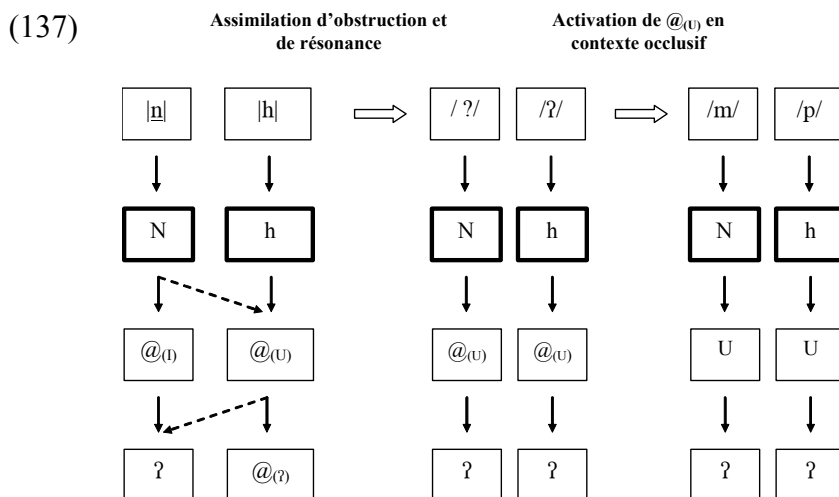 (137)
Assimilation d’obstruction et de résonance
Activation de @(U) en contexte occlusif
|n| |h| / ?/ /ʔ/ /m/ /p/
N h N h N h
@(I) @(U) @(U) @(U) U U
ʔ @(ʔ) ʔ ʔ ʔ ʔ